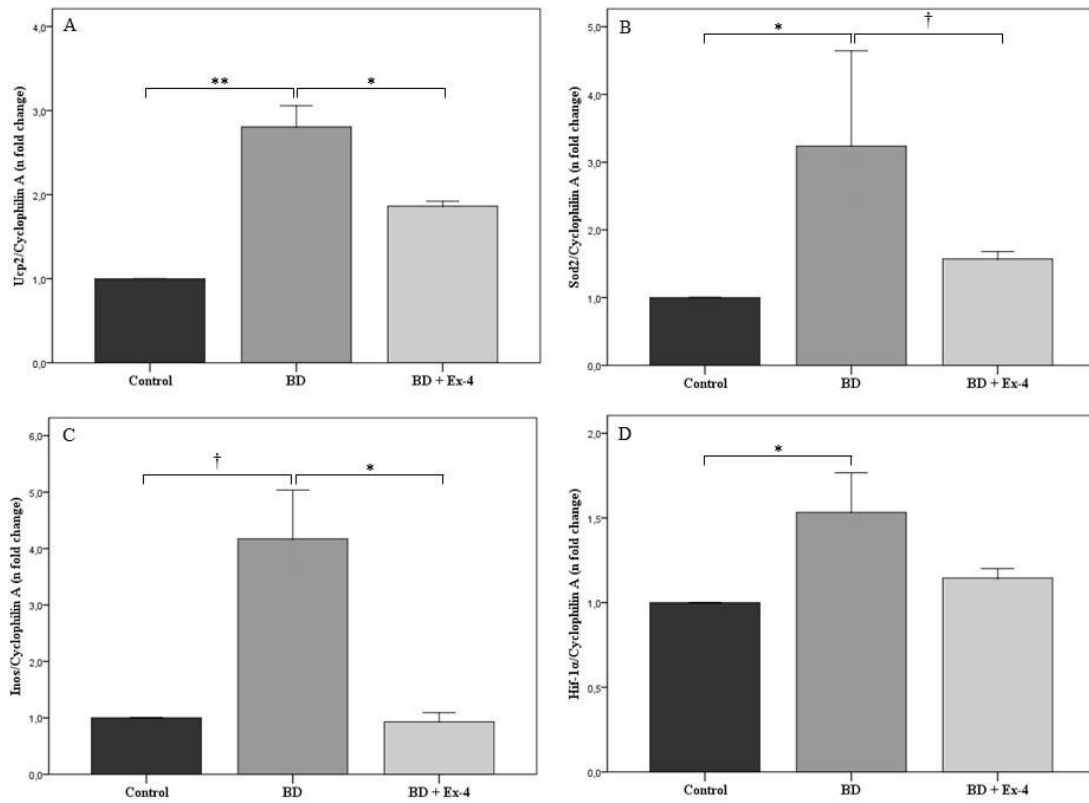 A
Ucp2/Cyclophilin A (n fold change)
4,0
3,0
2,0
1,0
0,0
**
*
Control
BD
BD + Ex-4
B
Sod2/Cyclophilin A (n fold change)
5,0
4,0
3,0
2,0
1,0
0,0
*
†
Control
BD
BD + Ex-4
C
Inos/Cyclophilin A (n fold change)
6,0
5,0
4,0
3,0
2,0
1,0
0,0
†
*
Control
BD
BD + Ex-4
D
Hif-1α/Cyclophilin A (n fold change)
2,0
1,5
1,0
0,5
0,0
*
Control
BD
BD + Ex-4